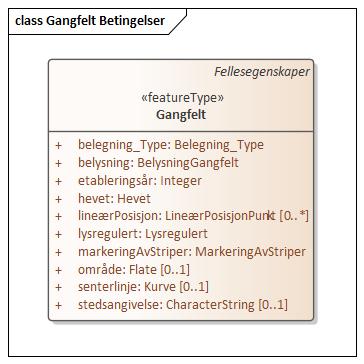 class Gangfelt Betingelser
Fellesegenskaper
«featureType»
Gangfelt
+ belegning_Type: Belegning_Type
+ belysning: BelysningGangfelt
+ etableringsår: Integer
+ hevet: Hevet
+ lineærPosisjon: LineærPosisjonPunkt [0..*]
+ lysregulert: Lysregulert
+ markeringAvStriper: MarkeringAvStriper
+ område: Flate [0..1]
+ senterlinje: Kurve [0..1]
+ stedsangivelse: CharacterString [0..1]